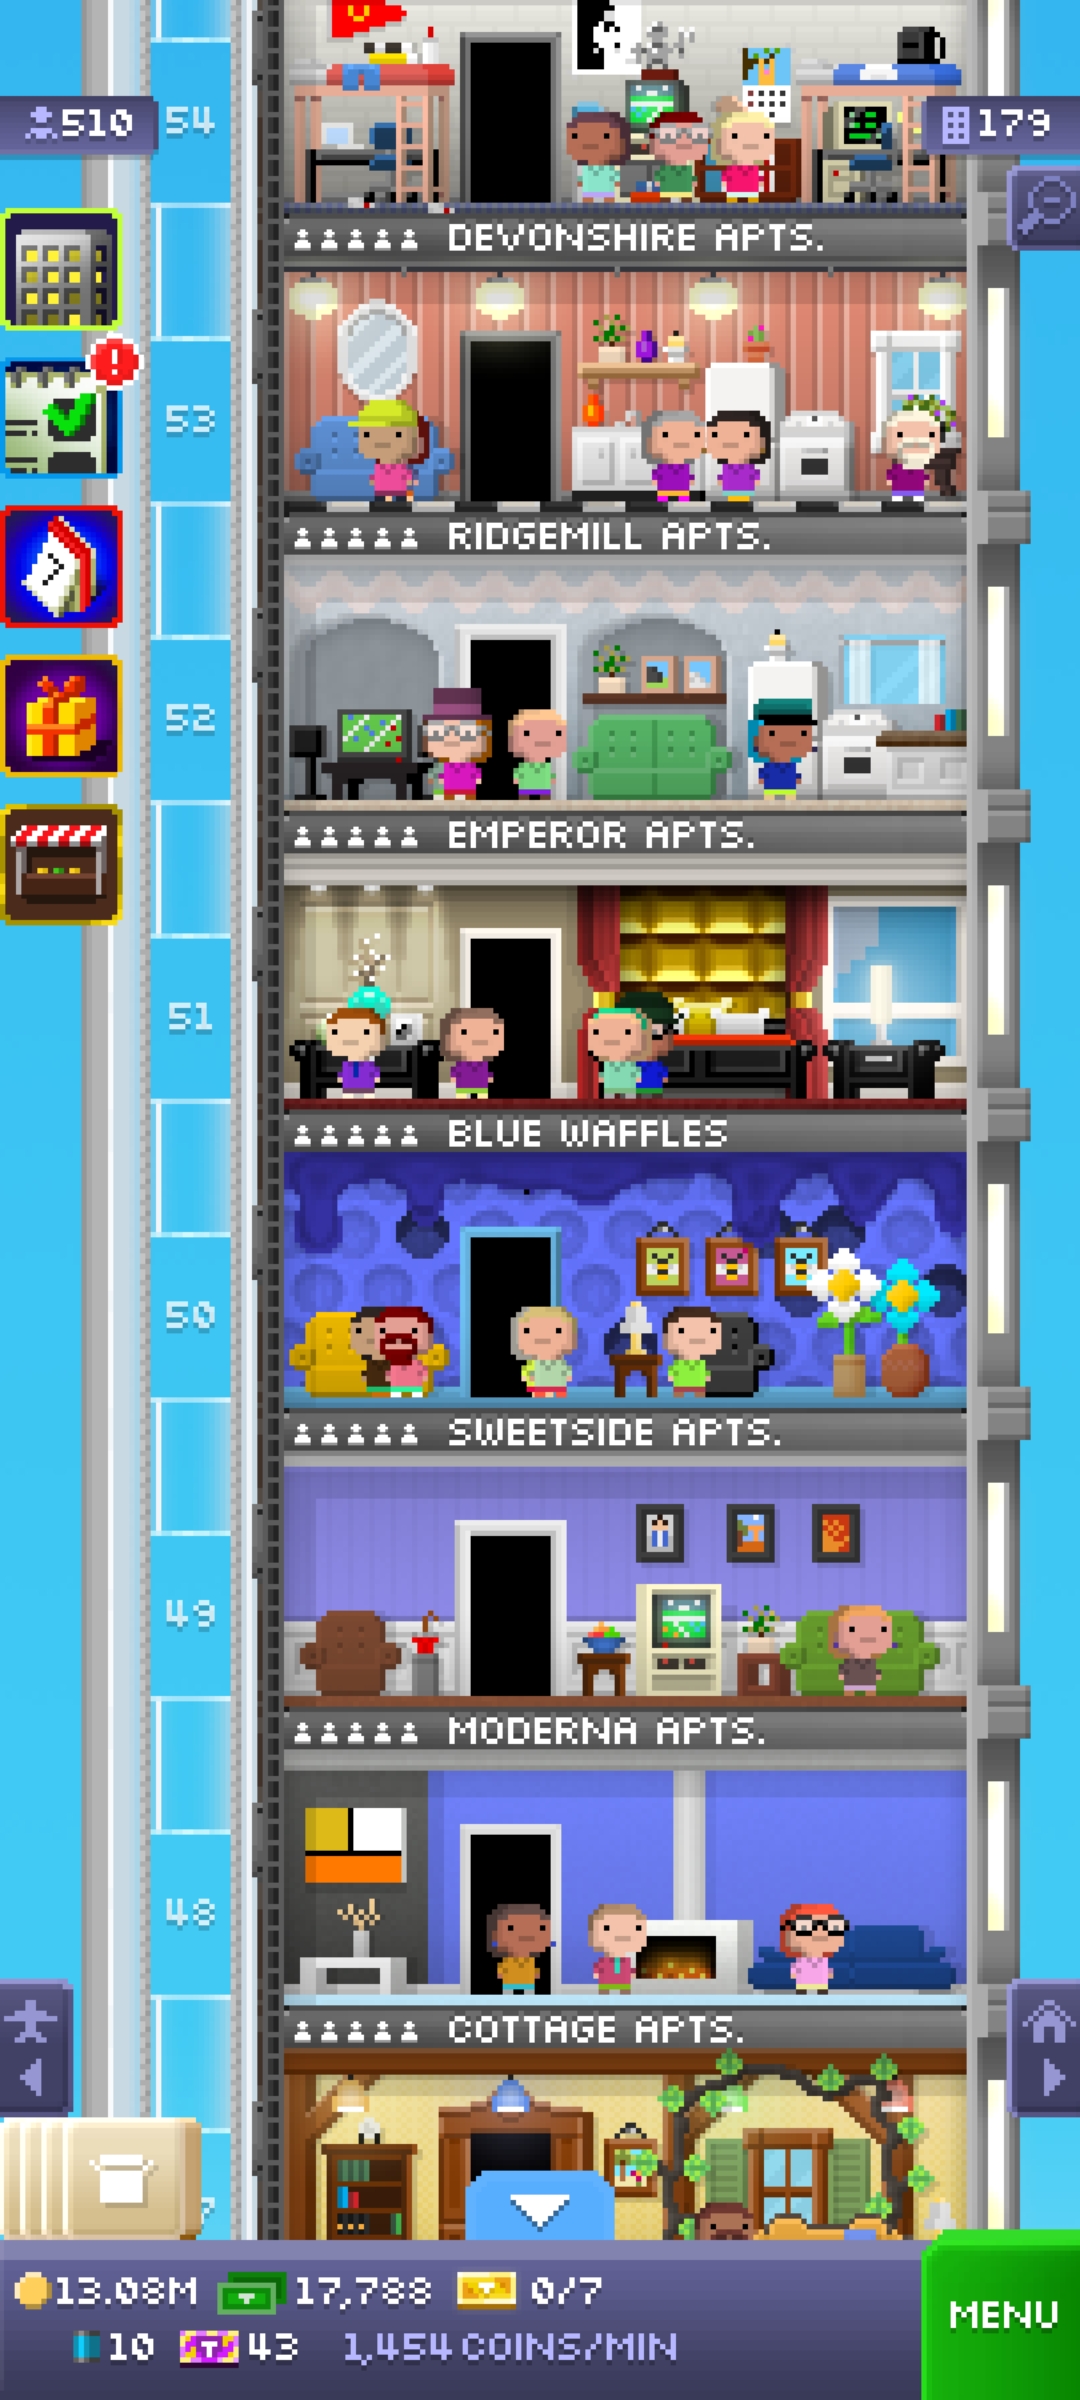 510
54
179
DEVONSHIRE APTS.
53
RIDGEMILL APTS.
52
EMPEROR APTS.
51
BLUE WAFFLES
50
SWEETSIDE APTS.
49
MODERNA APTS.
48
COTTAGE APTS.
13.08M 17,788 0/7
10 43 1,454 COINS/MIN
MENU